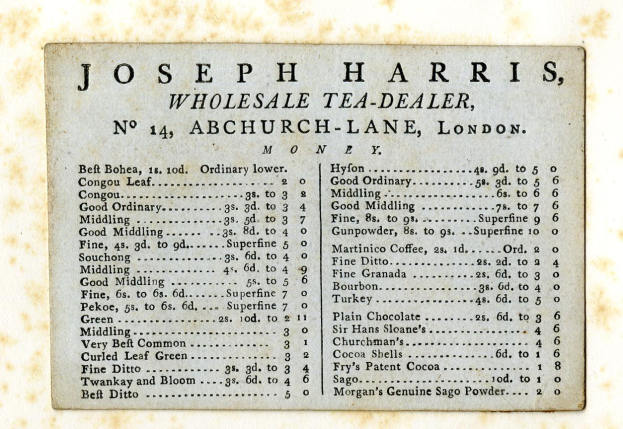 JOSEPH HARRIS,
WHOLESALE TEA-DEALER,
Nº 14, ABCHURCH-LANE, LONDON.
MONEY.
Beſt Bohea, 1s. 10d. Ordinary lower.
Congou Leaf.................. 2 0
Congou..................3s. to 3 2
Good Ordinary..........3s. 3d. to 3 4
Middling ...............3s. 5d. to 3 7
Good Middling .......3s. 8d. to 4 0
Fine, 4s. 3d. to 9d......Superfine 5 0
Souchong ...............3s. 6d. to 4 0
Middling ...............4s. 6d. to 4 9
Good Middling ............5s. to 5 6
Fine, 6s. to 6s. 6d......Superfine 7 0
Pekoe, 5s. to 6s. 6d. .... Superfine 7 0
Green ..................2s. 10d. to 2 11
Middling........................ 3 0
Very Beſt Common ............ 3 1
Curled Leaf Green ............ 3 2
Fine Ditto ............3s. 3d. to 3 4
Twankay and Bloom ....3s. 6d. to 4 6
Beſt Ditto ..................... 5 0
Hyſon ..................4s. 9d. to 5 0
Good Ordinary..........5s. 3d. to 5 6
Middling ..................6s. to 6 6
Good Middling ............7s. to 7 6
Fine, 8s. to 9s. ..........Superfine 9 6
Gunpowder, 8s. to 9s. ...Superfine 10 0
Martinico Coffee, 2s. 1d......Ord. 2 0
Fine Ditto...............2s. 2d. to 2 4
Fine Granada ..........2s. 6d. to 3 0
Bourbon..................3s. 6d. to 4 0
Turkey ..................4s. 6d. to 5 0
Plain Chocolate ........2s. 6d. to 3 6
Sir Hans Sloane's ............... 4 6
Churchman's..................... 4 6
Cocoa Shells ...............6d. to 1 6
Fry's Patent Cocoa ............ 1 8
Sago.....................10d. to 1 0
Morgan's Genuine Sago Powder.... 2 0